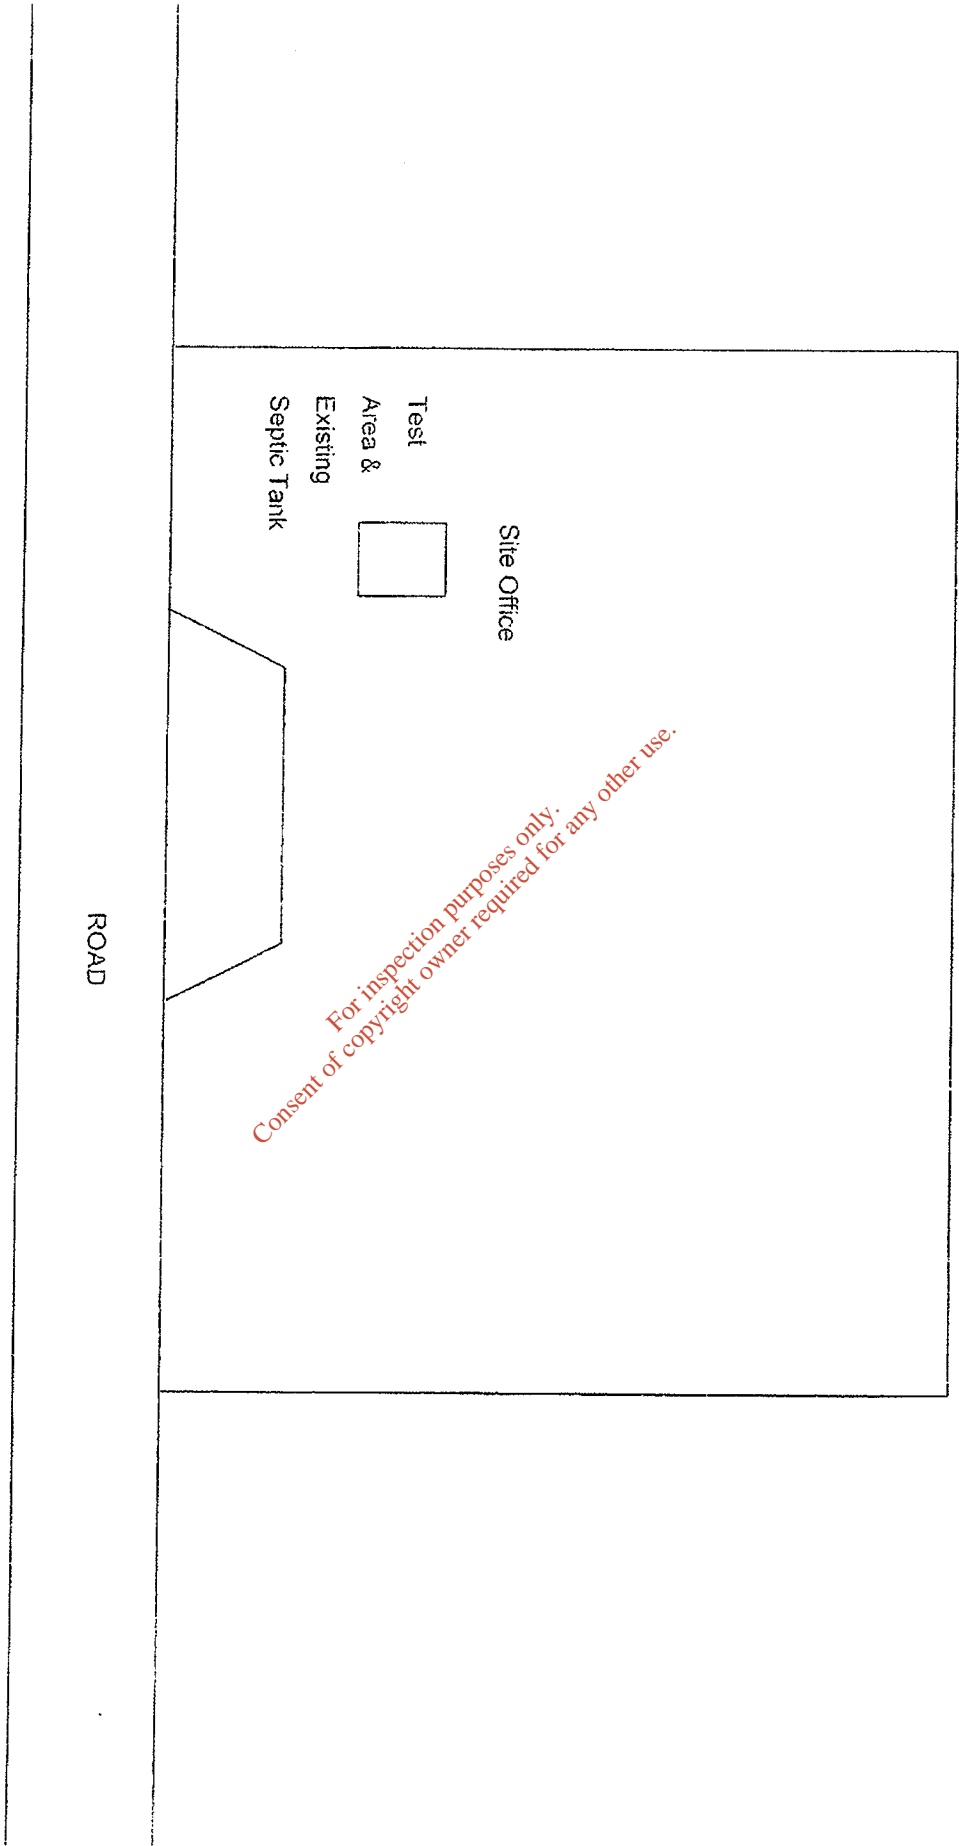 Site Office
Test
Area &
Existing
Septic Tank
For inspection purposes only.
Consent of copyright owner required for any other use.
ROAD